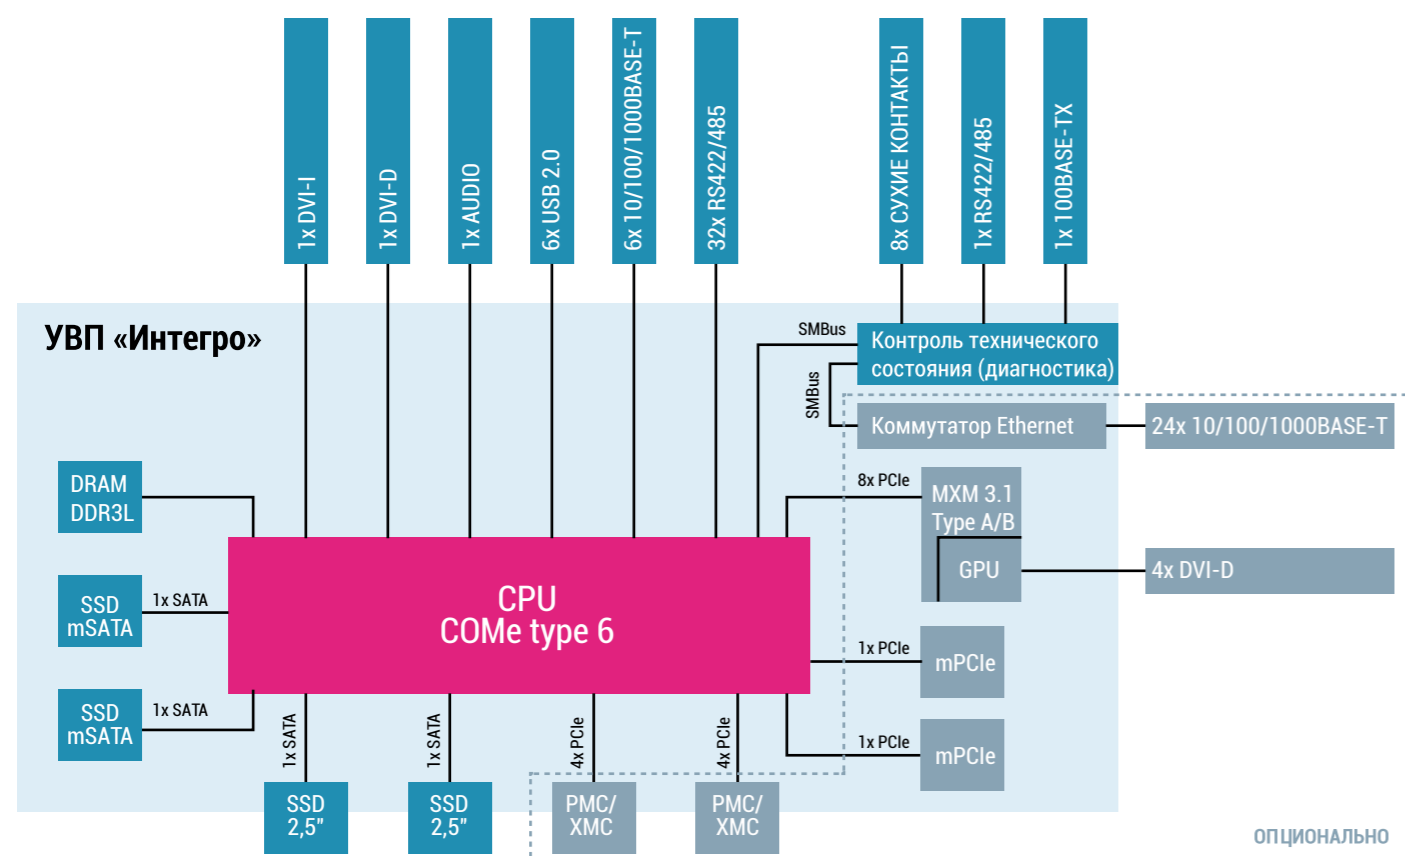 1x DVI-I
1x DVI-D
1x AUDIO
6x USB 2.0
6x 10/100/1000BASE-T
32x RS422/485
8x СУХИЕ КОНТАКТЫ
1x RS422/485
1x 100BASE-TX
УВП «Интегро»
SMBus
Контроль технического
состояния (диагностика)
SMBus
Коммутатор Ethernet
24x 10/100/1000BASE-T
DRAM
DDR3L
8x PCIe
MXM 3.1
Type A/B
GPU
4x DVI-D
SSD
mSATA
1x SATA
CPU
COMe type 6
1x PCIe
mPCIe
SSD
mSATA
1x SATA
1x PCIe
mPCIe
1x SATA
1x SATA
4x PCIe
4x PCIe
SSD
2,5″
SSD
2,5″
PMC/
XMC
PMC/
XMC
ОПЦИОНАЛЬНО